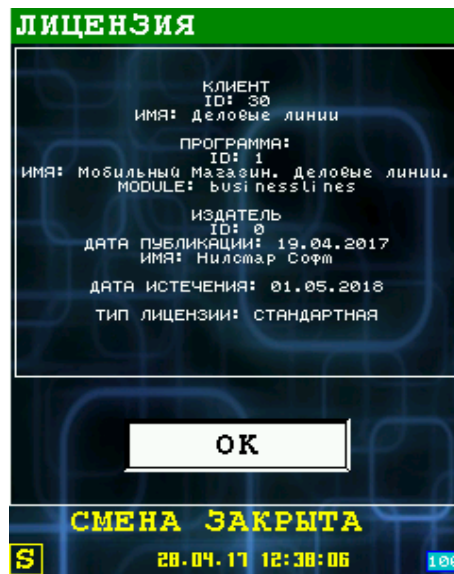 ЛИЦЕНЗИЯ
КЛИЕНТ
ID: 30
ИМЯ: Деловые линии
ПРОГРАММА:
ID: 1
ИМЯ: Мобильный Магазин. Деловые линии.
MODULE: businesslines
ИЗДАТЕЛЬ
ID: 0
ДАТА ПУБЛИКАЦИИ: 19.04.2017
ИМЯ: Нилстар Софт
ДАТА ИСТЕЧЕНИЯ: 01.05.2018
ТИП ЛИЦЕНЗИИ: СТАНДАРТНАЯ
OK
СМЕНА ЗАКРЫТА
S 28.04.17 12:38:06 100